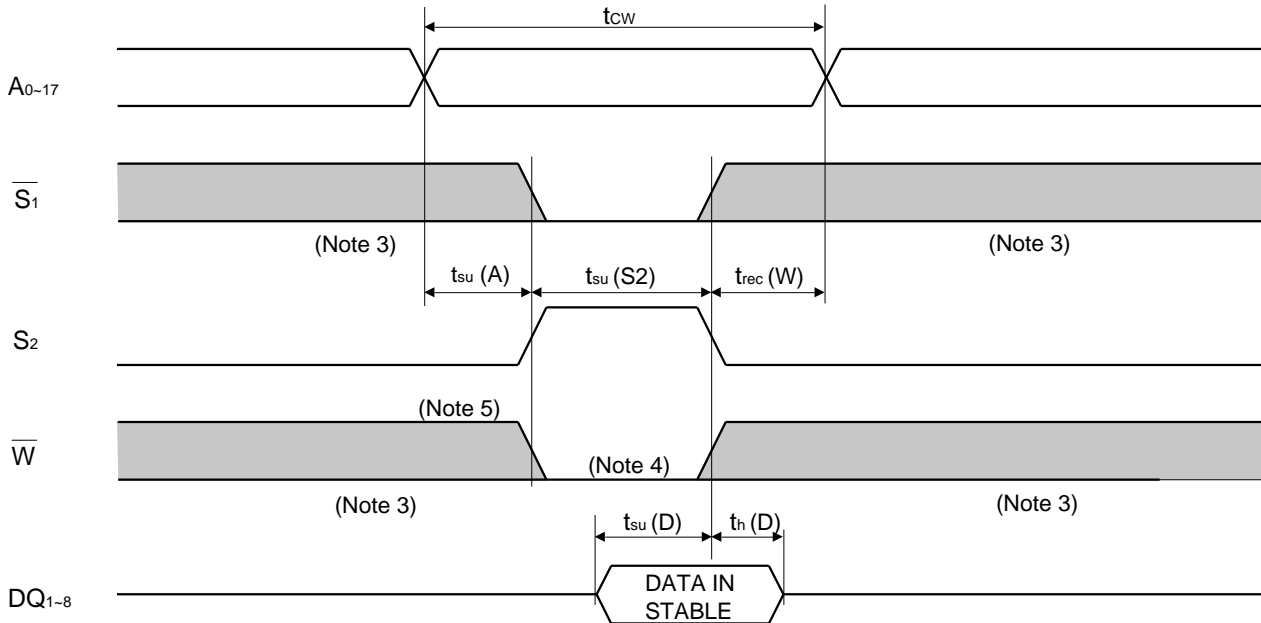 tCW
A0~17
S1
(Note 3) (Note 3)
tsu (A) tsu (S2) trec (W)
S2
(Note 5)
W
(Note 4)
(Note 3) (Note 3)
tsu (D) th (D)
DQ1~8
DATA IN
STABLE